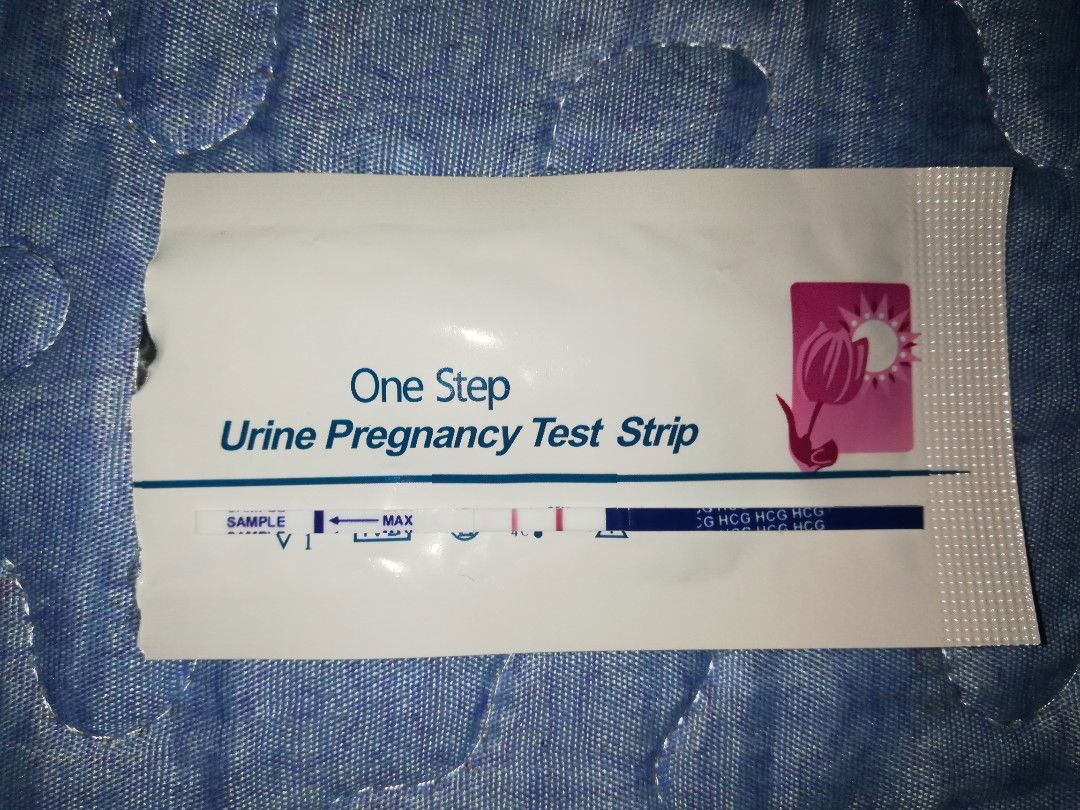 One Step
Urine Pregnancy Test Strip
SAMPLE
MAX
HCG HCG HCG
HCG HCG HCG